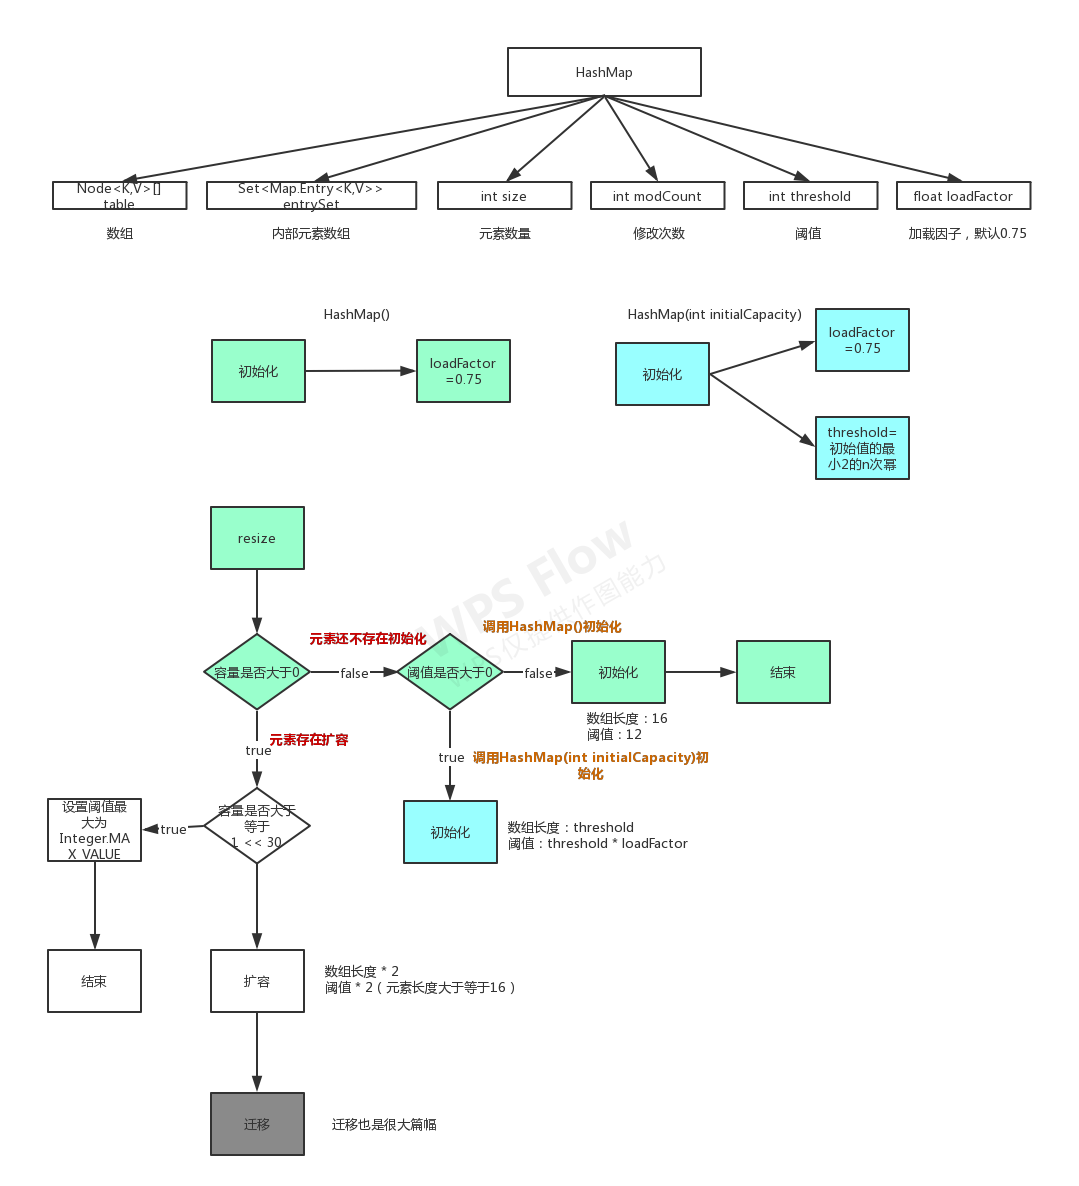 HashMap
Node<K,V>[]
table
Set<Map.Entry<K,V>>
entrySet
int size
int modCount
int threshold
float loadFactor
数组
内部元素数组
元素数量
修改次数
阈值
加载因子，默认0.75
HashMap()
初始化
loadFactor
=0.75
HashMap(int initialCapacity)
初始化
loadFactor
=0.75
threshold=
初始值的最
小2的n次幂
resize
WPS Flow
WPS仅提供作图能力
元素还不存在初始化
调用HashMap()初始化
容量是否大于0
false
阈值是否大于0
false
初始化
结束
数组长度：16
阈值：12
元素存在扩容
true
true
调用HashMap(int initialCapacity)初
始化
设置阈值最
大为
Integer.MA
X_VALUE
true
容量是否大于
等于
1 << 30
初始化
数组长度：threshold
阈值：threshold * loadFactor
结束
扩容
数组长度 * 2
阈值 * 2（元素长度大于等于16）
迁移
迁移也是很大篇幅